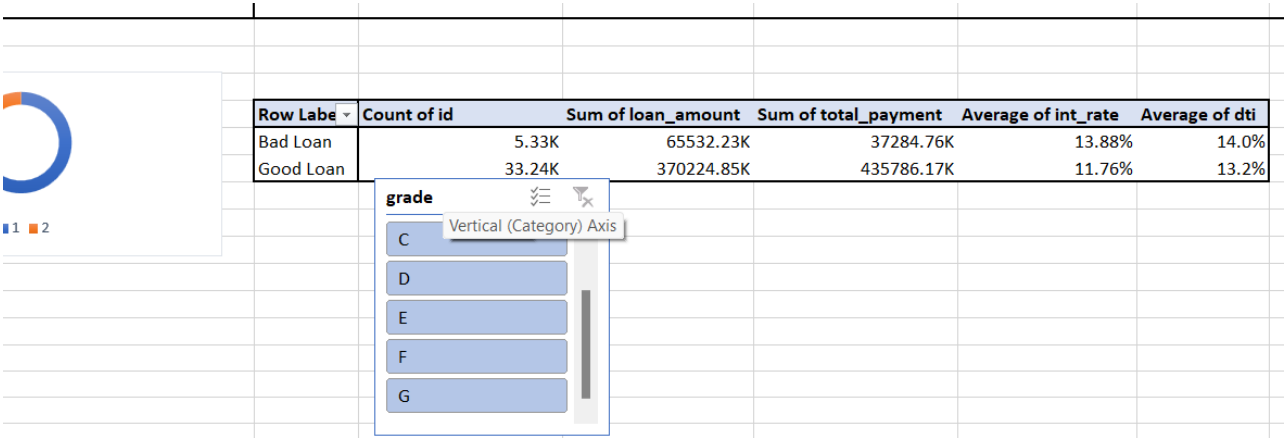 Row Labe Count of id Sum of loan_amount Sum of total_payment Average of int_rate Average of dti
Bad Loan 5.33K 65532.23K 37284.76K 13.88% 14.0%
Good Loan 33.24K 370224.85K 435786.17K 11.76% 13.2%
grade
Vertical (Category) Axis
1 2
C
D
E
F
G